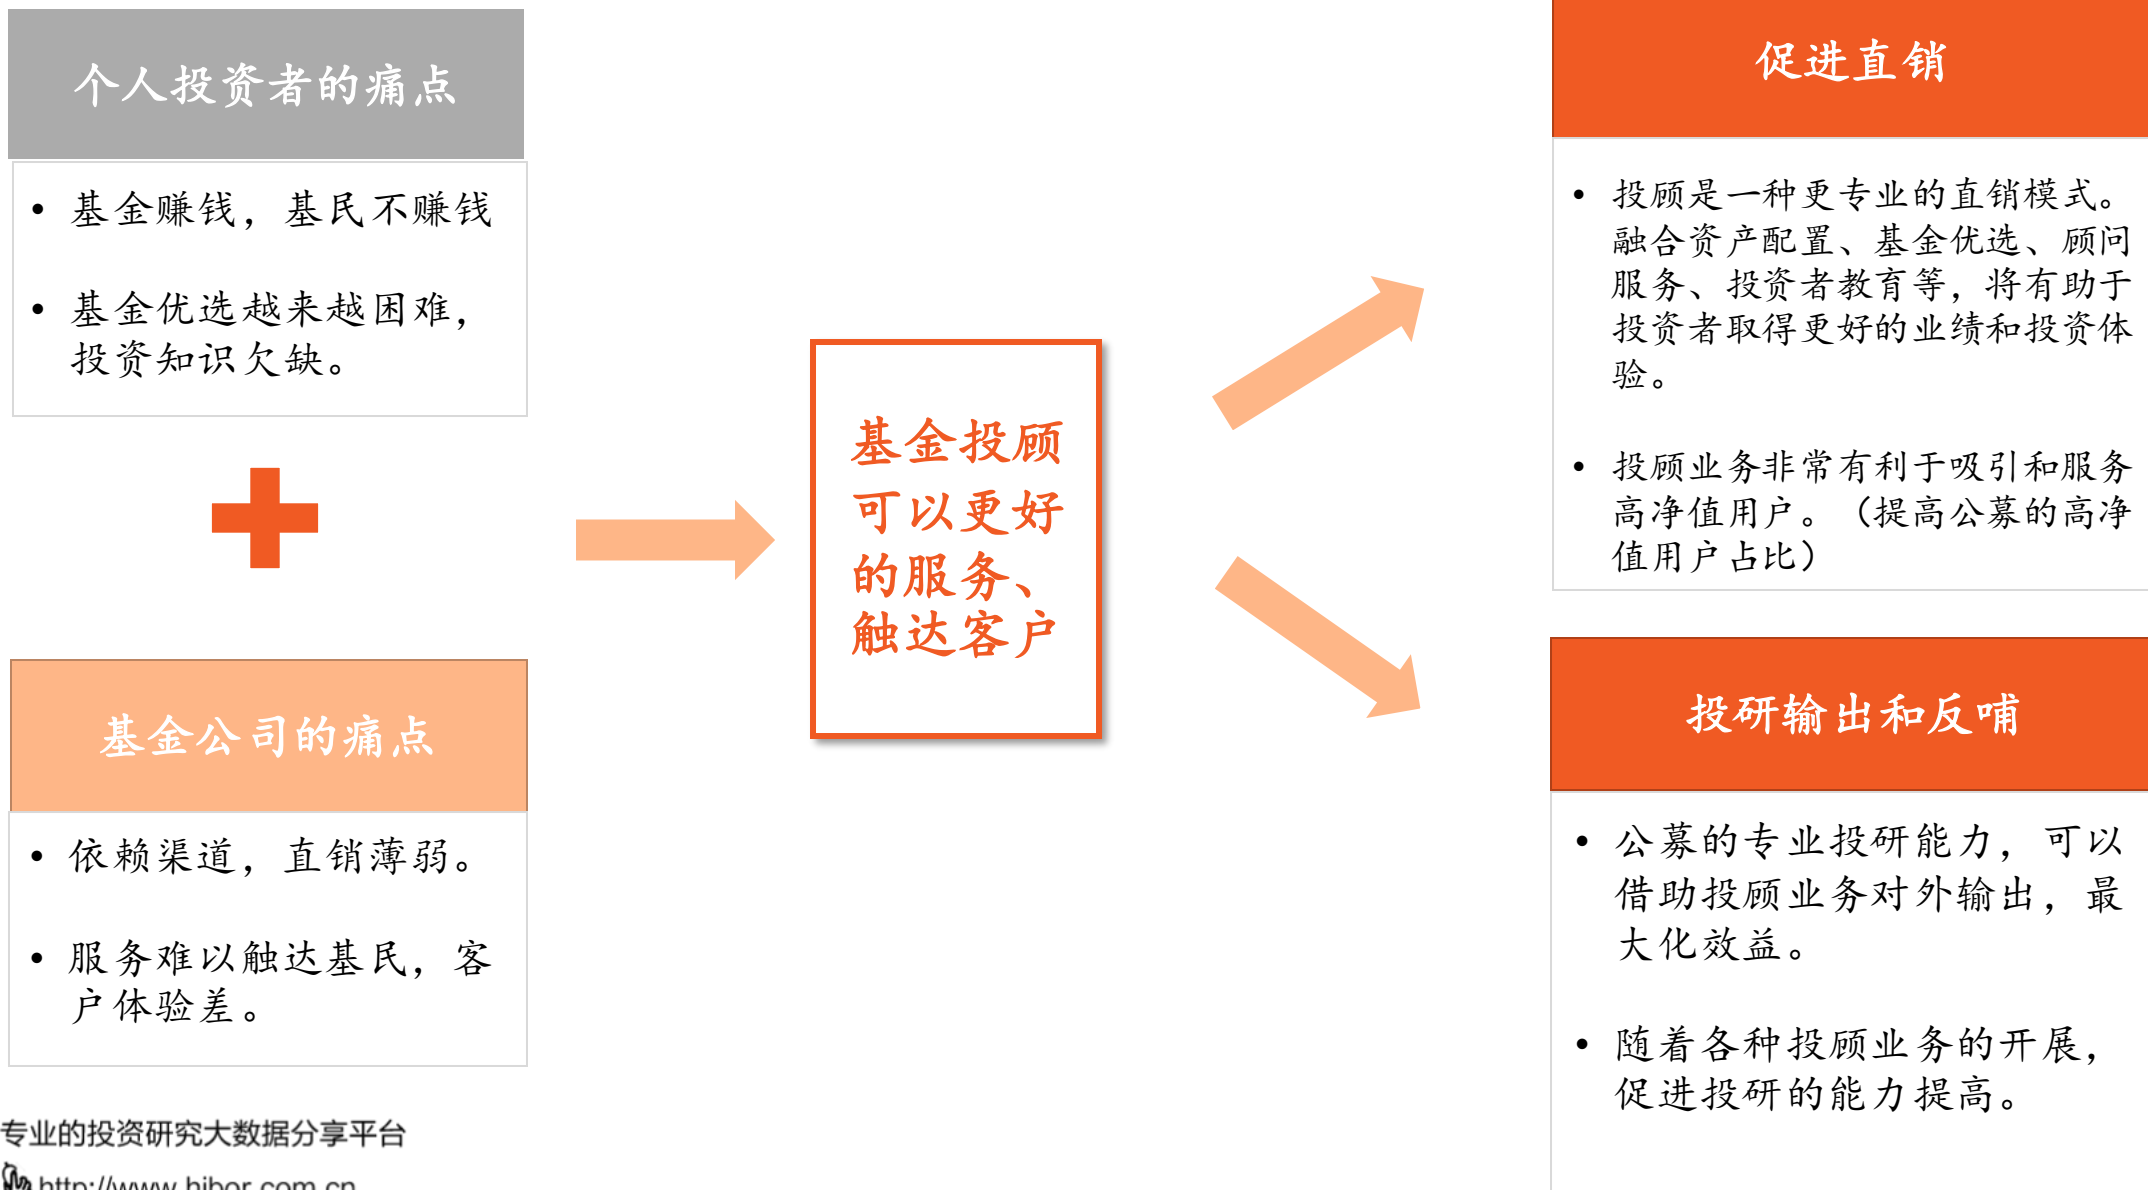 个人投资者的痛点
• 基金赚钱，基民不赚钱
• 基金优选越来越困难，
投资知识欠缺。
基金公司的痛点
• 依赖渠道，直销薄弱。
• 服务难以触达基民，客
户体验差。
基金投顾
可以更好
的服务、
触达客户
促进直销
• 投顾是一种更专业的直销模式。
融合资产配置、基金优选、顾问
服务、投资者教育等，将有助于
投资者取得更好的业绩和投资体
验。
• 投顾业务非常有利于吸引和服务
高净值用户。（提高公募的高净
值用户占比）
投研输出和反哺
• 公募的专业投研能力，可以
借助投顾业务对外输出，最
大化效益。
• 随着各种投顾业务的开展，
促进投研的能力提高。
专业的投资研究大数据分享平台
http://www.hibor.com.cn